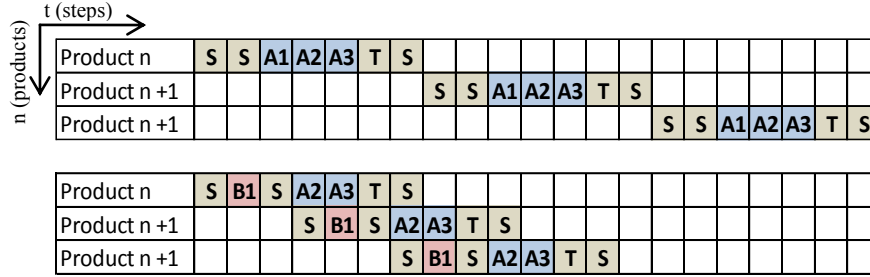 t (steps)
n (products)
Product n S S A1 A2 A3 T S
Product n +1 S S A1 A2 A3 T S
Product n +1 S S A1 A2 A3 T S
Product n S B1 S A2 A3 T S
Product n +1 S B1 S A2 A3 T S
Product n +1 S B1 S A2 A3 T S